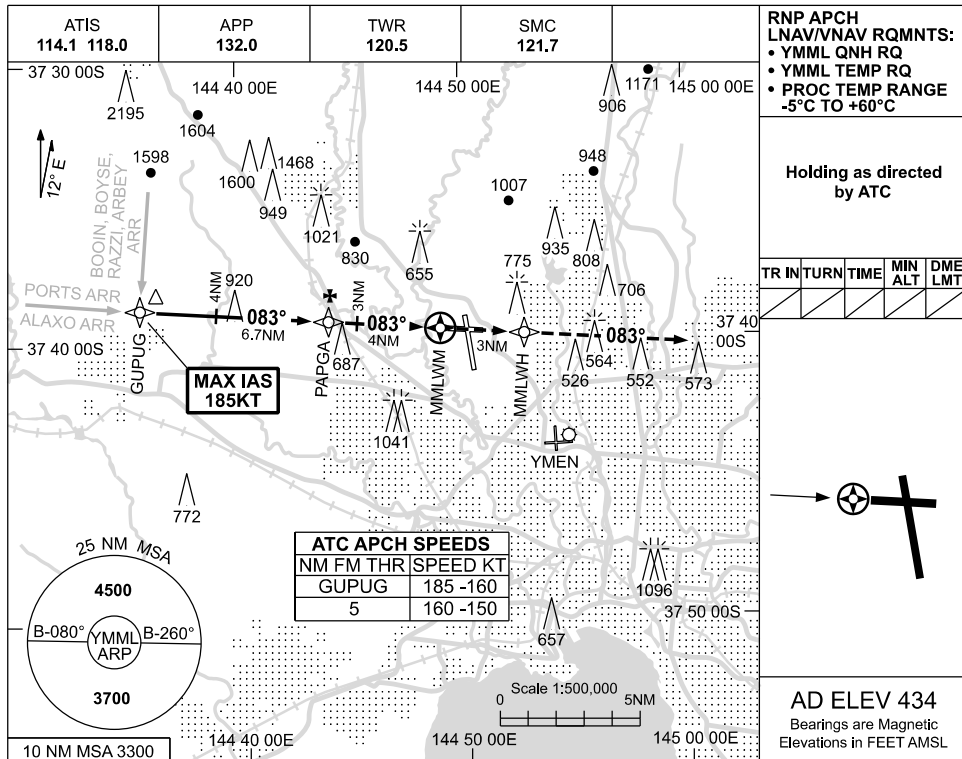 ATIS
114.1 118.0
APP
132.0
TWR
120.5
SMC
121.7
RNP APCH
LNAV/VNAV RQMNTS:
• YMML QNH RQ
• YMML TEMP RQ
• PROC TEMP RANGE
-5°C TO +60°C
Holding as directed
by ATC
TR IN
TURN
TIME
MIN
ALT
DME
LMT
37 30 00S
144 40 00E
144 50 00E
145 00 00E
2195
1604
906
1171
12° E
1598
1468
1600
949
1021
830
655
1007
948
935
808
775
706
BOOIN, BOYSE,
RAZZI, ARBEY
ARR
PORTS ARR
ALAXO ARR
920
4NM
083°
6.7NM
3NM
083°
4NM
3NM
083°
37 40
00S
37 40 00S
GUPUG
PAPGA
MMLWM
MMLWH
687
564
526
552
573
MAX IAS
185KT
1041
YMEN
772
1096
657
37 50 00S
25 NM MSA
4500
B-080°
YMML
ARP
B-260°
3700
10 NM MSA 3300
ATC APCH SPEEDS
NM FM THR
SPEED KT
GUPUG
185 -160
5
160 -150
Scale 1:500,000
0
5NM
144 40 00E
144 50 00E
145 00 00E
AD ELEV 434
Bearings are Magnetic
Elevations in FEET AMSL